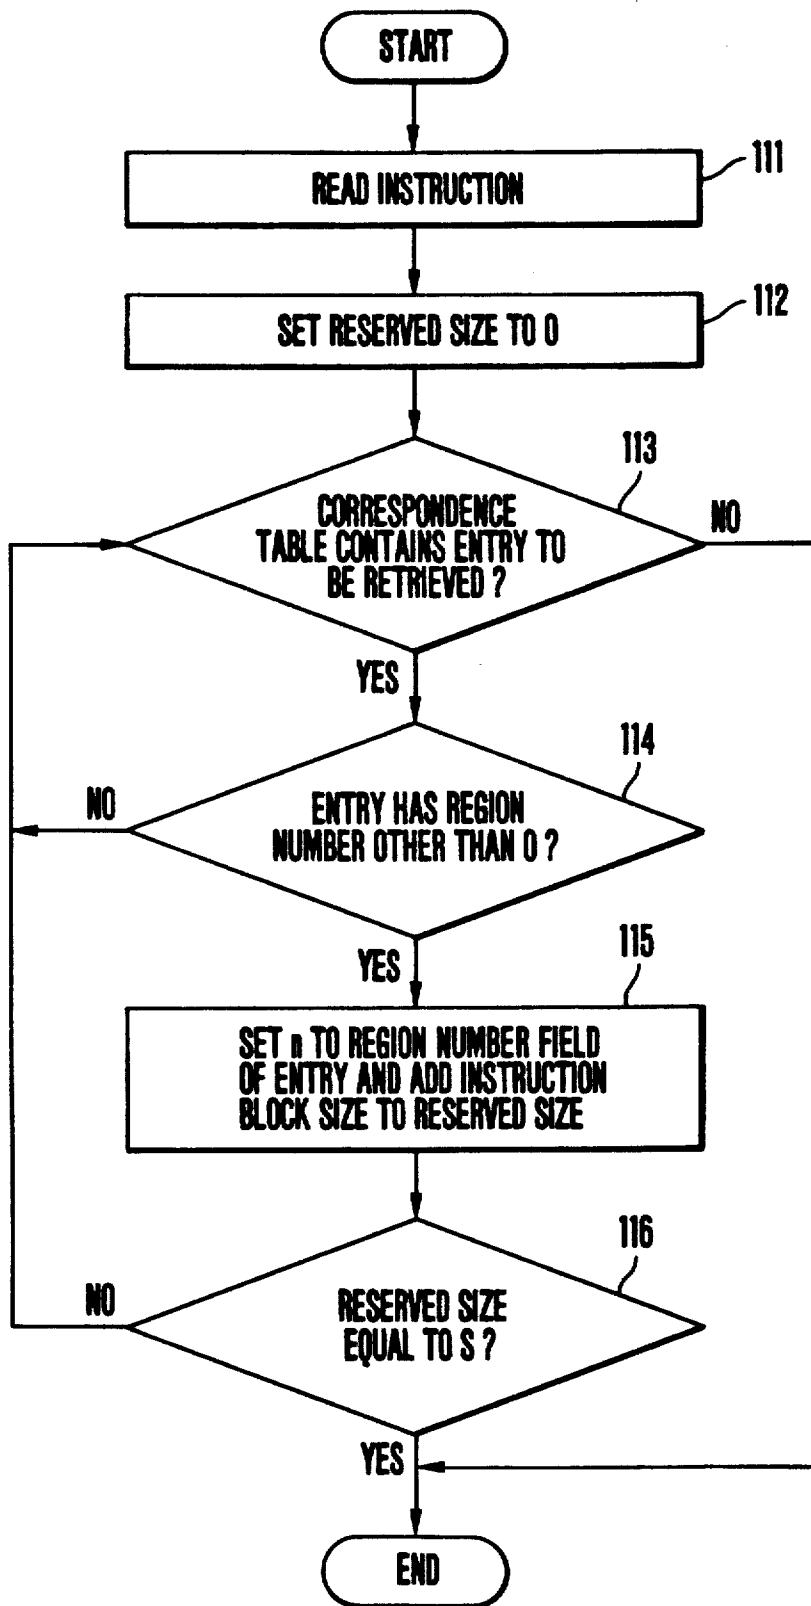 START
111
READ INSTRUCTION
112
SET RESERVED SIZE TO 0
113
CORRESPONDENCE
TABLE CONTAINS ENTRY TO
BE RETRIEVED ?
NO
YES
114
ENTRY HAS REGION
NUMBER OTHER THAN 0 ?
NO
YES
115
SET n TO REGION NUMBER FIELD
OF ENTRY AND ADD INSTRUCTION
BLOCK SIZE TO RESERVED SIZE
116
RESERVED SIZE
EQUAL TO S ?
NO
YES
END